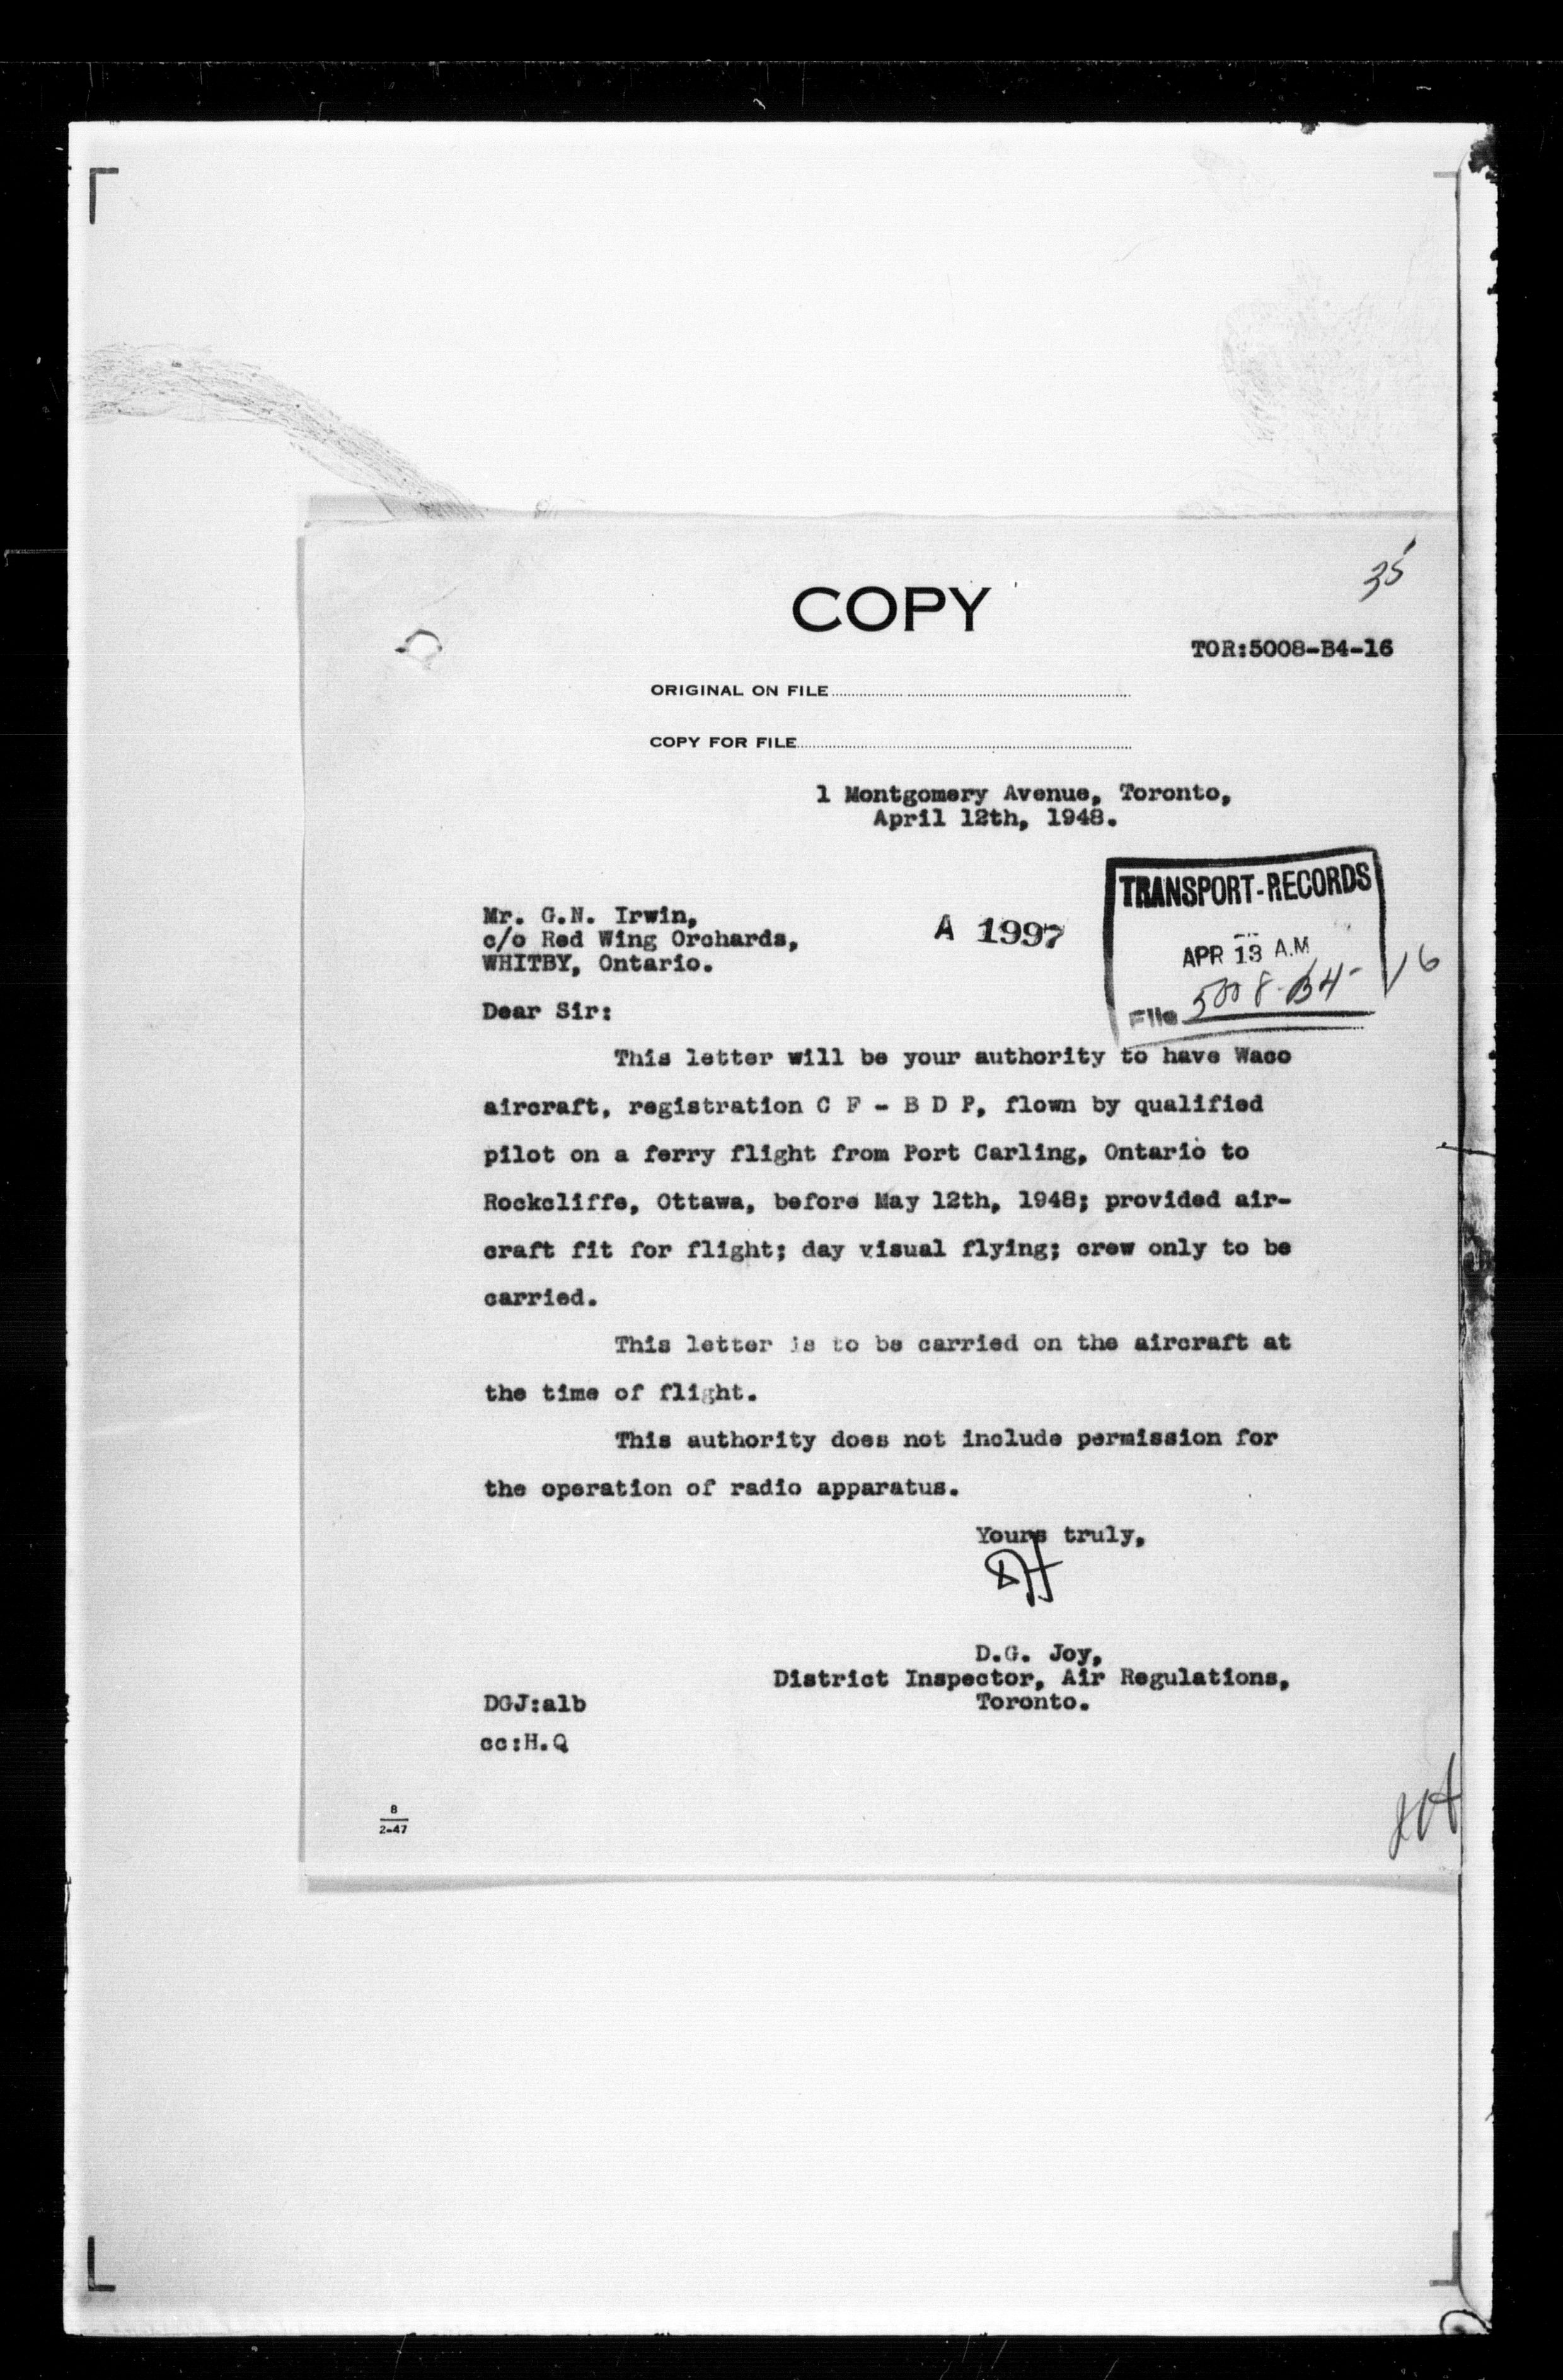 35
COPY
TOR:5008-B4-16
ORIGINAL ON FILE
COPY FOR FILE
1 Montgomery Avenue, Toronto,
April 12th, 1948.
TRANSPORT-RECORDS
APR 13 A.M
File 5008-B4-16
Mr. G.N. Irwin,
c/o Red Wing Orchards,
WHITBY, Ontario.
A 1997
Dear Sir:
This letter will be your authority to have Waco
aircraft, registration C F - B D P, flown by qualified
pilot on a ferry flight from Port Carling, Ontario to
Rockcliffe, Ottawa, before May 12th, 1948; provided air-
craft fit for flight; day visual flying; crew only to be
carried.
This letter is to be carried on the aircraft at
the time of flight.
This authority does not include permission for
the operation of radio apparatus.
Yours truly,
D.G. Joy,
District Inspector, Air Regulations,
Toronto.
DGJ:alb
cc:H.Q
8
2-47